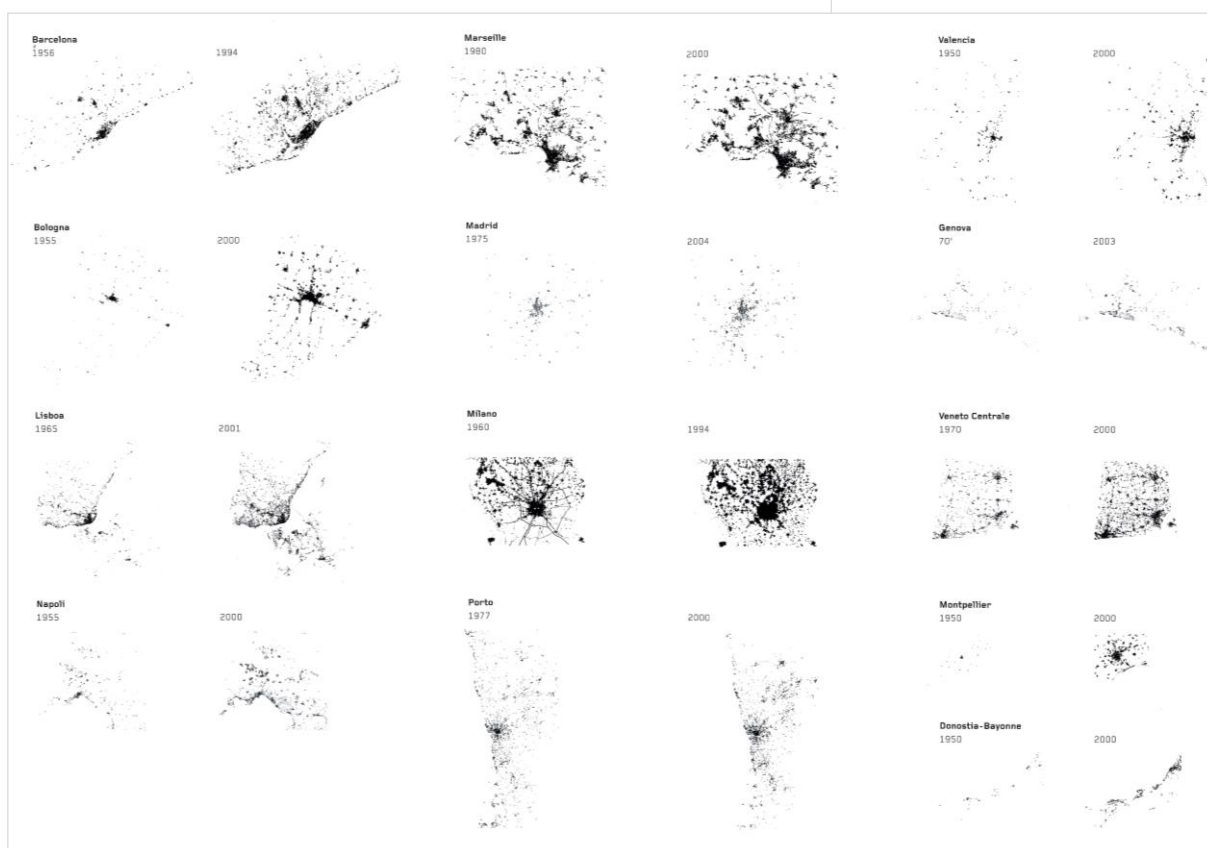 Barcelona
1956
1994
Marseille
1980
2000
Valencia
1950
2000
Bologna
1955
2000
Madrid
1975
2004
Genova
70'
2003
Lisboa
1965
2001
Milano
1960
1994
Veneto Centrale
1970
2000
Napoli
1955
2000
Porto
1977
2000
Montpellier
1950
2000
Donostia-Bayonne
1950
2000